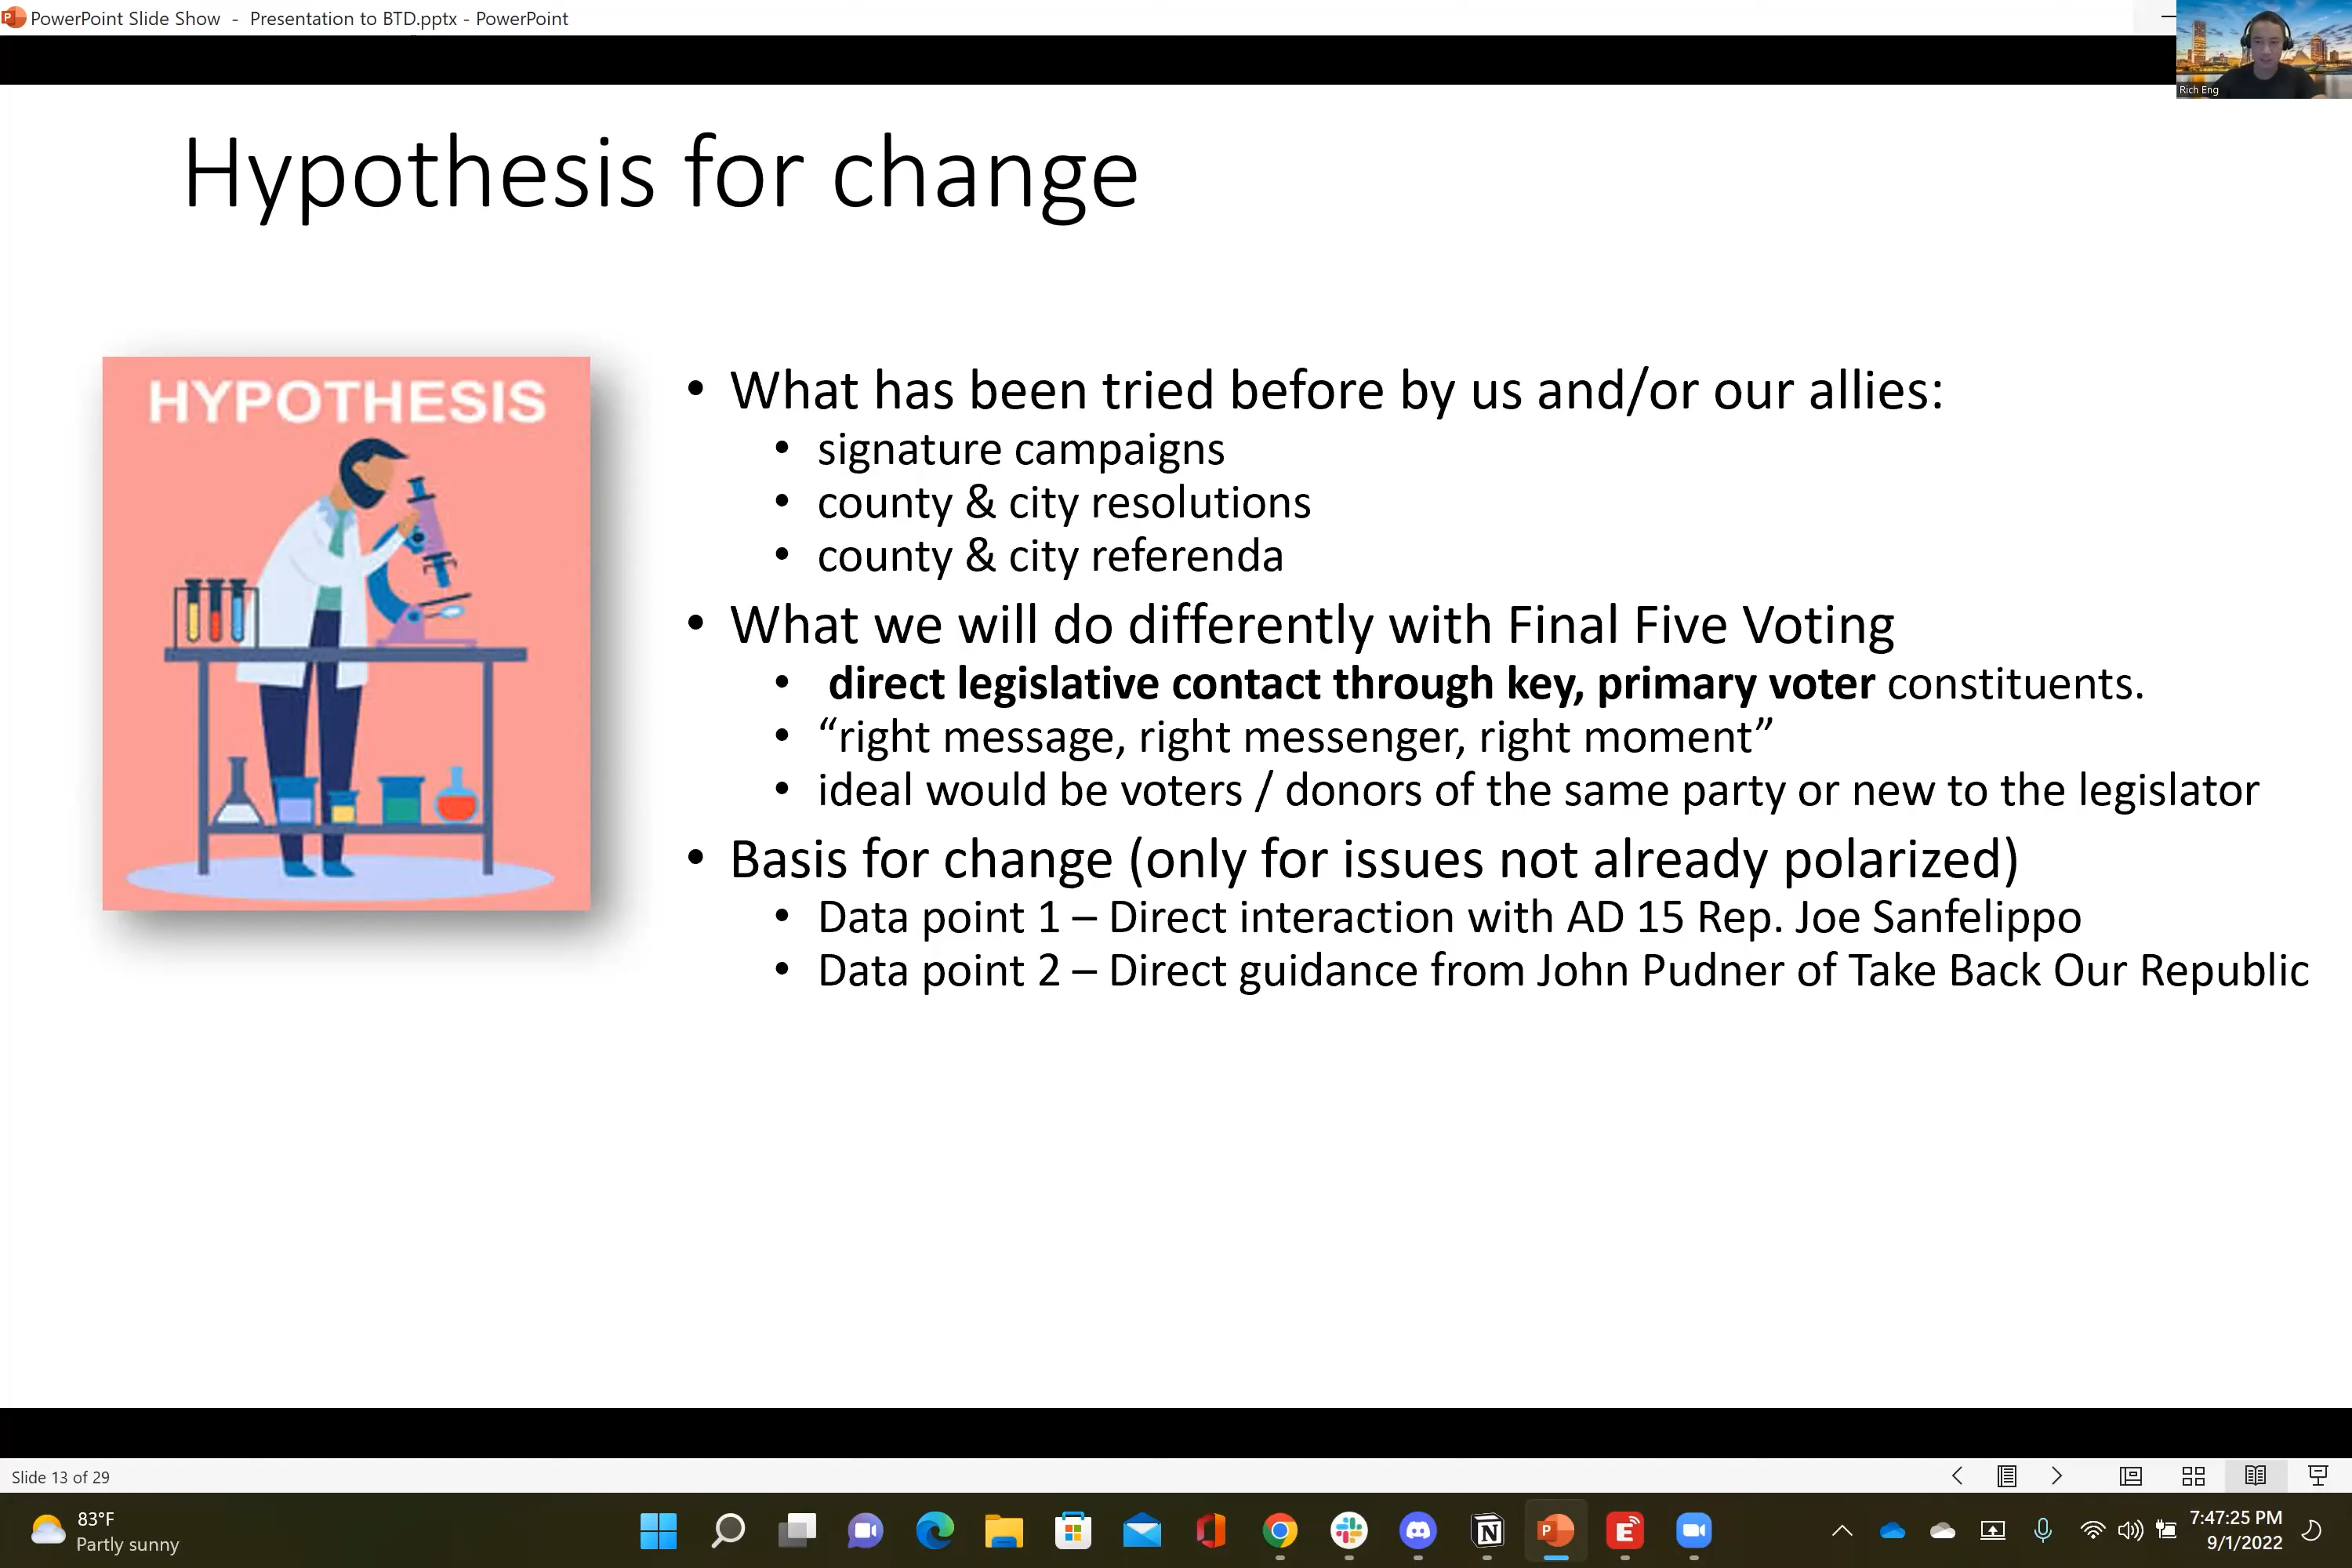 PowerPoint Slide Show - Presentation to BTD.pptx - PowerPoint
Rich Eng
Hypothesis for change
HYPOTHESIS
• What has been tried before by us and/or our allies:
• signature campaigns
• county & city resolutions
• county & city referenda
• What we will do differently with Final Five Voting
• direct legislative contact through key, primary voter constituents.
• “right message, right messenger, right moment”
• ideal would be voters / donors of the same party or new to the legislator
• Basis for change (only for issues not already polarized)
• Data point 1 – Direct interaction with AD 15 Rep. Joe Sanfelippo
• Data point 2 – Direct guidance from John Pudner of Take Back Our Republic
Slide 13 of 29
83°F
Partly sunny
7:47:25 PM
9/1/2022